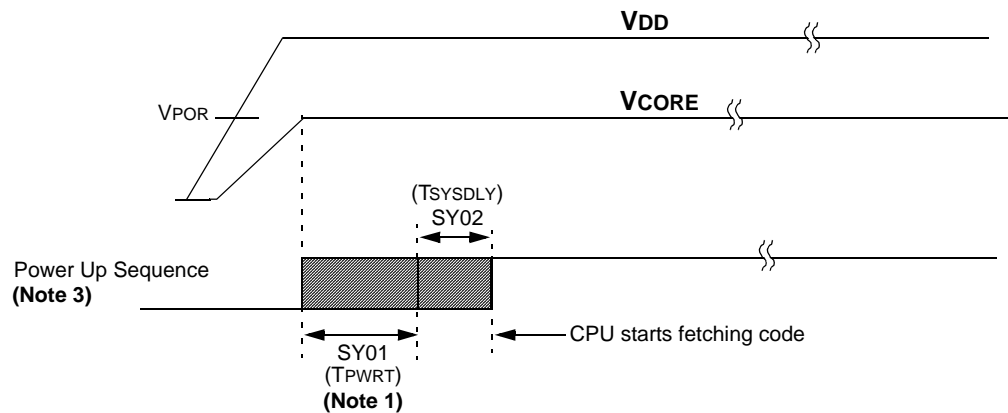 VDD
VPOR
VCORE
(TSYSDLY)
SY02
Power Up Sequence
(Note 3)
CPU starts fetching code
SY01
(TPWRT)
(Note 1)